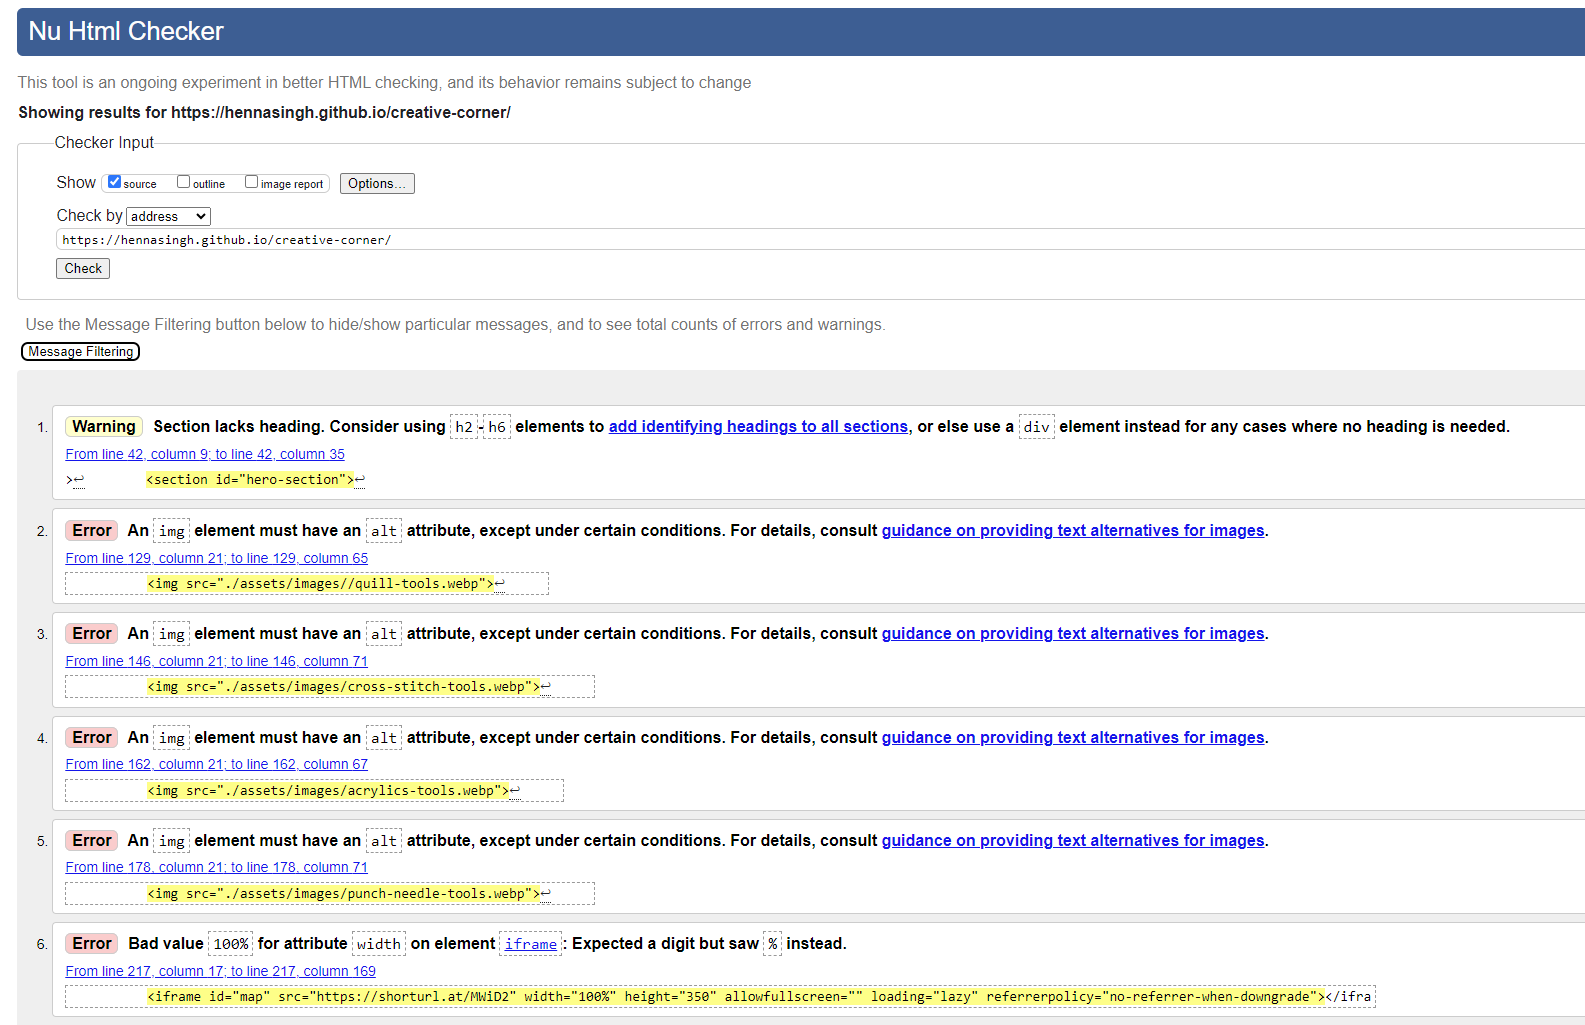 Nu Html Checker
This tool is an ongoing experiment in better HTML checking, and its behavior remains subject to change
Showing results for https://hennasingh.github.io/creative-corner/
Checker Input
Show source outline image report Options...
Check by address
https://hennasingh.github.io/creative-corner/
Check
Use the Message Filtering button below to hide/show particular messages, and to see total counts of errors and warnings.
Message Filtering
1. Warning Section lacks heading. Consider using h2-h6 elements to add identifying headings to all sections, or else use a div element instead for any cases where no heading is needed.
From line 42, column 9; to line 42, column 35
>↩ <section id="hero-section">↩
2. Error An img element must have an alt attribute, except under certain conditions. For details, consult guidance on providing text alternatives for images.
From line 129, column 21; to line 129, column 65
<img src="./assets/images//quill-tools.webp">↩
3. Error An img element must have an alt attribute, except under certain conditions. For details, consult guidance on providing text alternatives for images.
From line 146, column 21; to line 146, column 71
<img src="./assets/images/cross-stitch-tools.webp">↩
4. Error An img element must have an alt attribute, except under certain conditions. For details, consult guidance on providing text alternatives for images.
From line 162, column 21; to line 162, column 67
<img src="./assets/images/acrylics-tools.webp">↩
5. Error An img element must have an alt attribute, except under certain conditions. For details, consult guidance on providing text alternatives for images.
From line 178, column 21; to line 178, column 71
<img src="./assets/images/punch-needle-tools.webp">↩
6. Error Bad value 100% for attribute width on element iframe: Expected a digit but saw % instead.
From line 217, column 17; to line 217, column 169
<iframe id="map" src="https://shorturl.at/MWiD2" width="100%" height="350" allowfullscreen="" loading="lazy" referrerpolicy="no-referrer-when-downgrade"></ifra